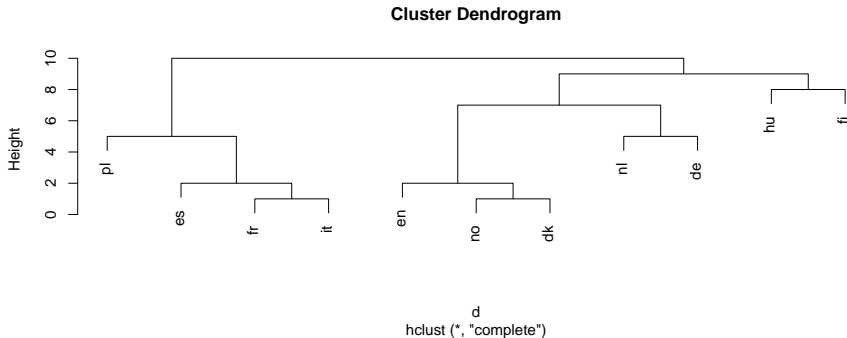 Cluster Dendrogram
Height
10
8
6
4
2
0
pl
es
fr
it
en
no
dk
nl
de
hu
fi
d
hclust (*, "complete")